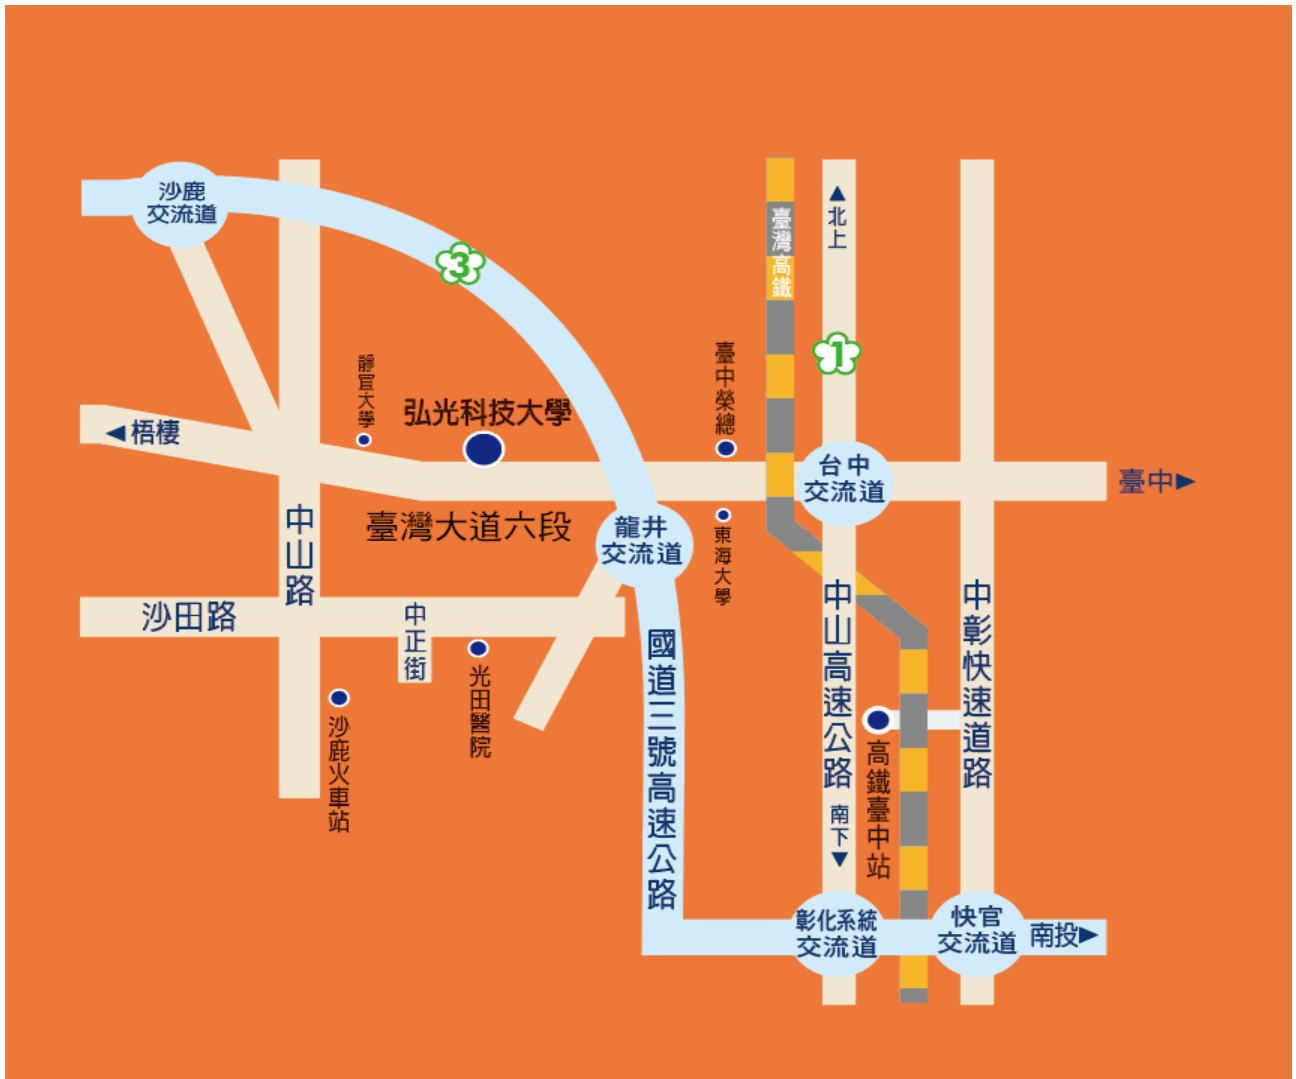 沙鹿
交流道
3
臺灣高鐵
北上
1
靜宜大學
弘光科技大學
臺中榮總
梧棲
台中
交流道
臺中
臺灣大道六段
龍井
交流道
東海大學
中山路
沙田路
中正街
光田醫院
沙鹿火車站
國道三號高速公路
中山高速公路
南下
中彰快速道路
高鐵臺中站
彰化系統
交流道
快官
交流道
南投